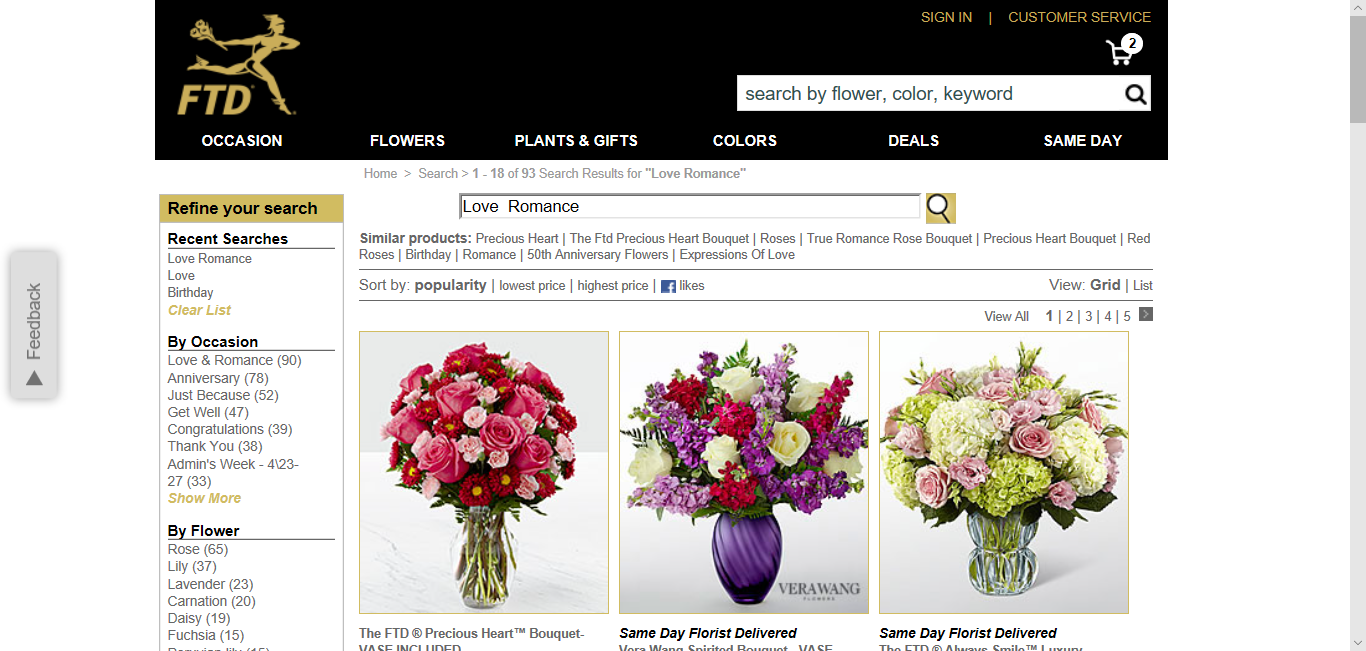 SIGN IN | CUSTOMER SERVICE
2
FTD
search by flower, color, keyword
OCCASION FLOWERS PLANTS & GIFTS COLORS DEALS SAME DAY
Home > Search > 1 - 18 of 93 Search Results for "Love Romance"
Refine your search
Recent Searches
Love Romance
Love
Birthday
Clear List
By Occasion
Love & Romance (90)
Anniversary (78)
Just Because (52)
Get Well (47)
Congratulations (39)
Thank You (38)
Admin's Week - 4\23-
27 (33)
Show More
By Flower
Rose (65)
Lily (37)
Lavender (23)
Carnation (20)
Daisy (19)
Fuchsia (15)
Peruvian lily (15)
Feedback
Love  Romance
Similar products: Precious Heart | The Ftd Precious Heart Bouquet | Roses | True Romance Rose Bouquet | Precious Heart Bouquet | Red
Roses | Birthday | Romance | 50th Anniversary Flowers | Expressions Of Love
Sort by: popularity | lowest price | highest price | f likes
View: Grid | List
View All 1 | 2 | 3 | 4 | 5 >
VERAWANG
FLOWERS
The FTD ® Precious Heart™ Bouquet-
VASE INCLUDED
Same Day Florist Delivered
Vera Wang Spirited Bouquet - VASE
Same Day Florist Delivered
The FTD ® Always Smile™ Luxury